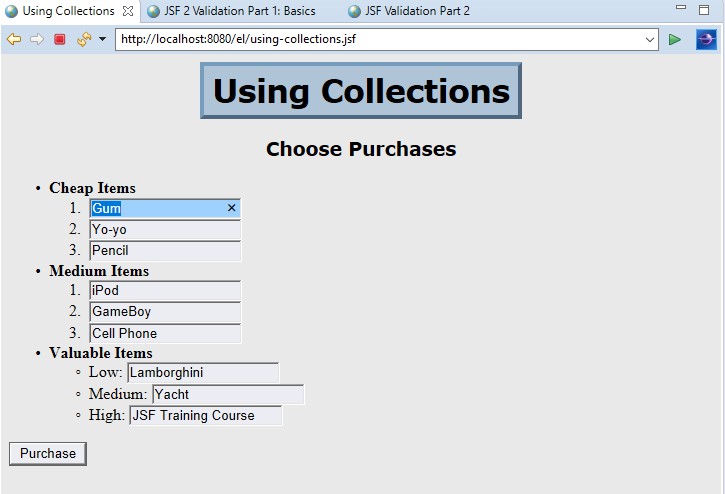 Using Collections
JSF 2 Validation Part 1: Basics
JSF Validation Part 2
http://localhost:8080/el/using-collections.jsf
Using Collections
Choose Purchases
• Cheap Items
1. Gum
2. Yo-yo
3. Pencil
• Medium Items
1. iPod
2. GameBoy
3. Cell Phone
• Valuable Items
◦ Low: Lamborghini
◦ Medium: Yacht
◦ High: JSF Training Course
Purchase